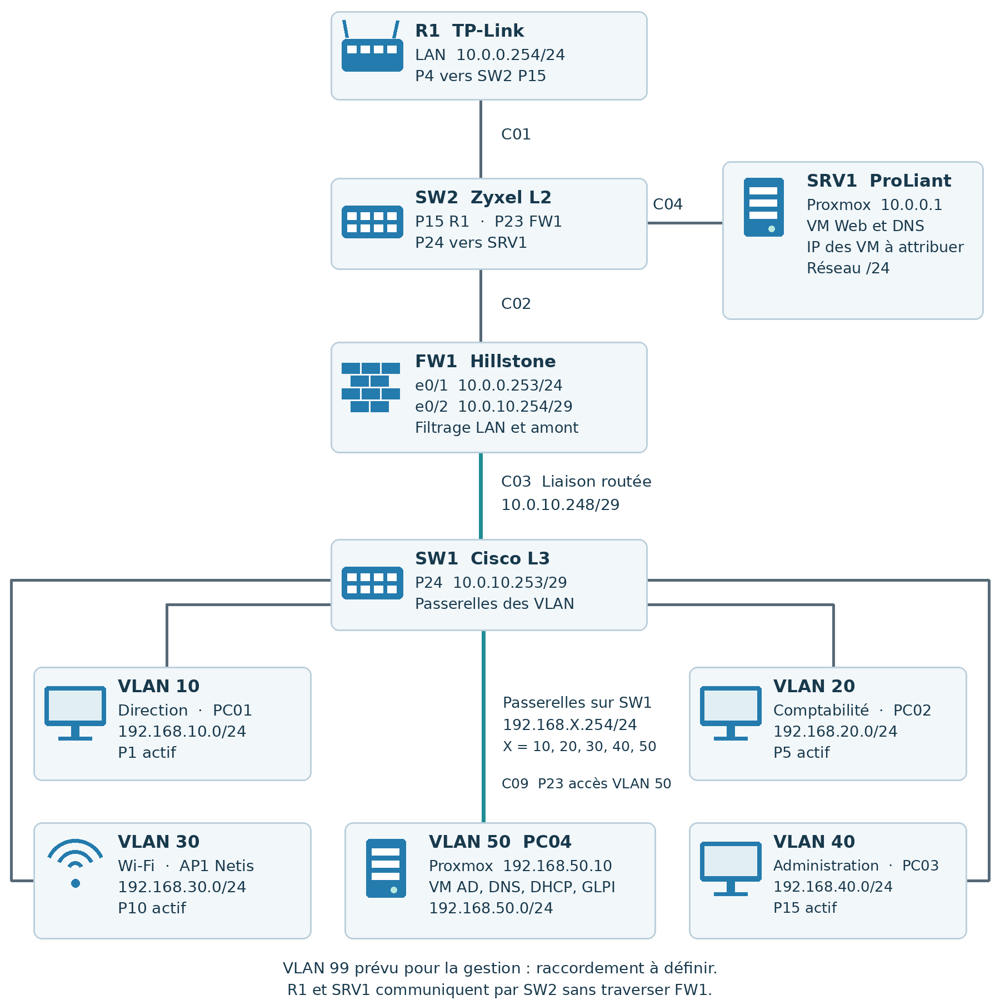 R1 TP-Link
LAN 10.0.0.254/24
P4 vers SW2 P15
C01
SW2 Zyxel L2
P15 R1 · P23 FW1
P24 vers SRV1
C04
SRV1 ProLiant
Proxmox 10.0.0.1
VM Web et DNS
IP des VM à attribuer
Réseau /24
C02
FW1 Hillstone
e0/1 10.0.0.253/24
e0/2 10.0.10.254/29
Filtrage LAN et amont
C03 Liaison routée
10.0.10.248/29
SW1 Cisco L3
P24 10.0.10.253/29
Passerelles des VLAN
VLAN 10
Direction · PC01
192.168.10.0/24
P1 actif
Passerelles sur SW1
192.168.X.254/24
X = 10, 20, 30, 40, 50
C09 P23 accès VLAN 50
VLAN 20
Comptabilité · PC02
192.168.20.0/24
P5 actif
VLAN 30
Wi-Fi · AP1 Netis
192.168.30.0/24
P10 actif
VLAN 50 PC04
Proxmox 192.168.50.10
VM AD, DNS, DHCP, GLPI
192.168.50.0/24
VLAN 40
Administration · PC03
192.168.40.0/24
P15 actif
VLAN 99 prévu pour la gestion : raccordement à définir.
R1 et SRV1 communiquent par SW2 sans traverser FW1.